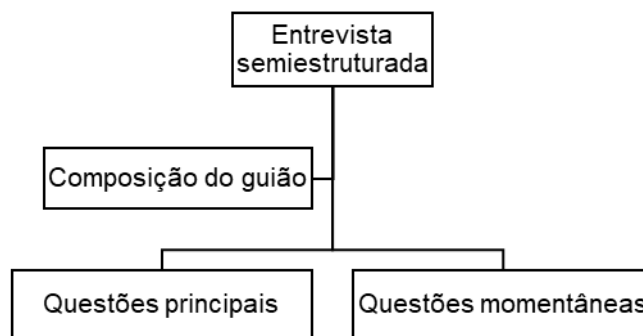 Entrevista
semiestruturada
Composição do guião
Questões principais
Questões momentâneas